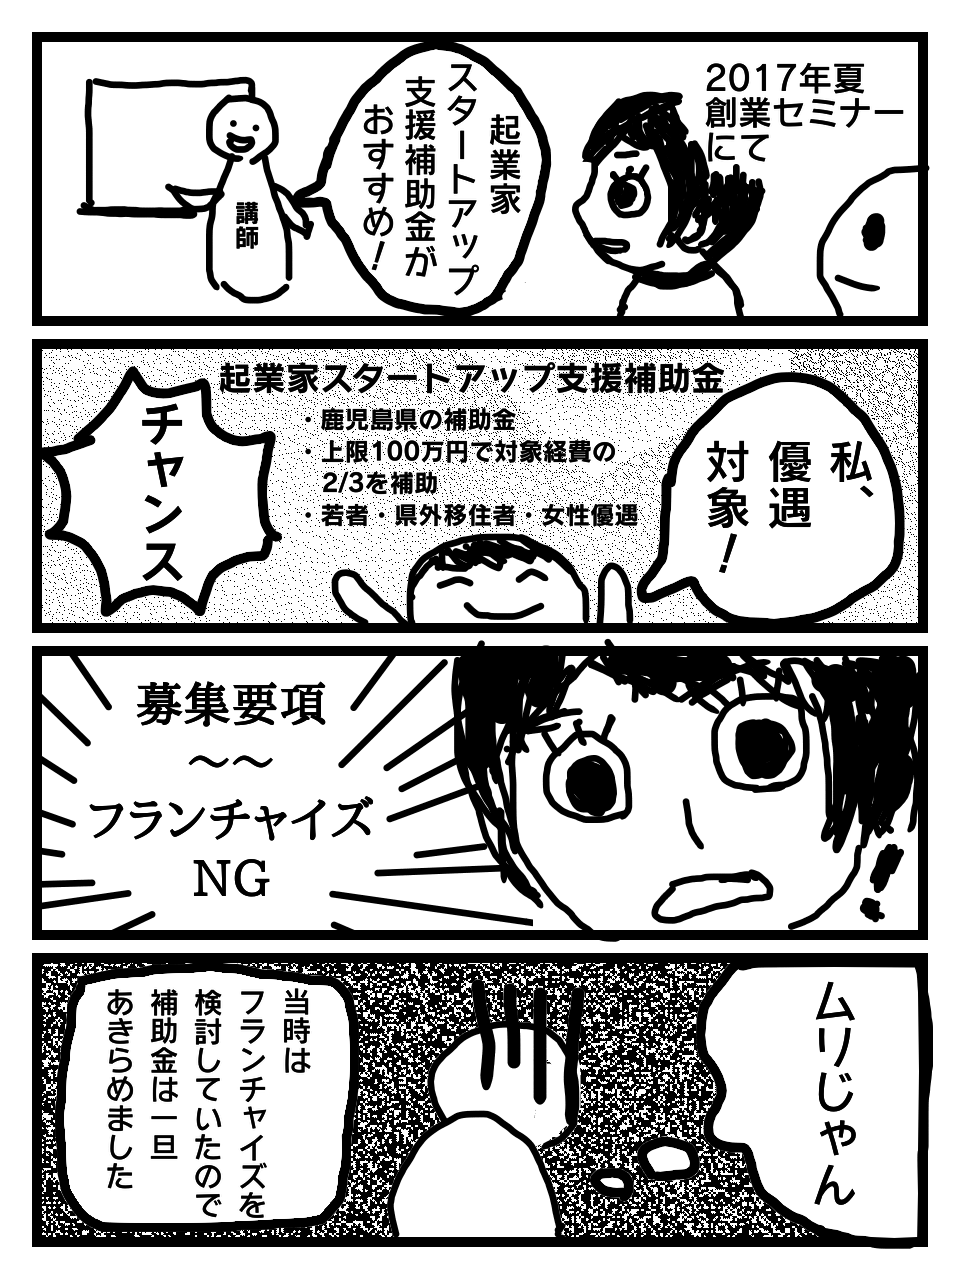 2017年夏
創業セミナー
にて
起業家
スタートアップ
支援補助金が
おすすめ!
講師
起業家スタートアップ支援補助金
・鹿児島県の補助金
・上限100万円で対象経費の
2/3を補助
・若者・県外移住者・女性優遇
私、
優遇
対象!
チャンス
募集要項
～～
フランチャイズ
NG
ムリじゃん
当時は
フランチャイズを
検討していたので
補助金は一旦
あきらめました